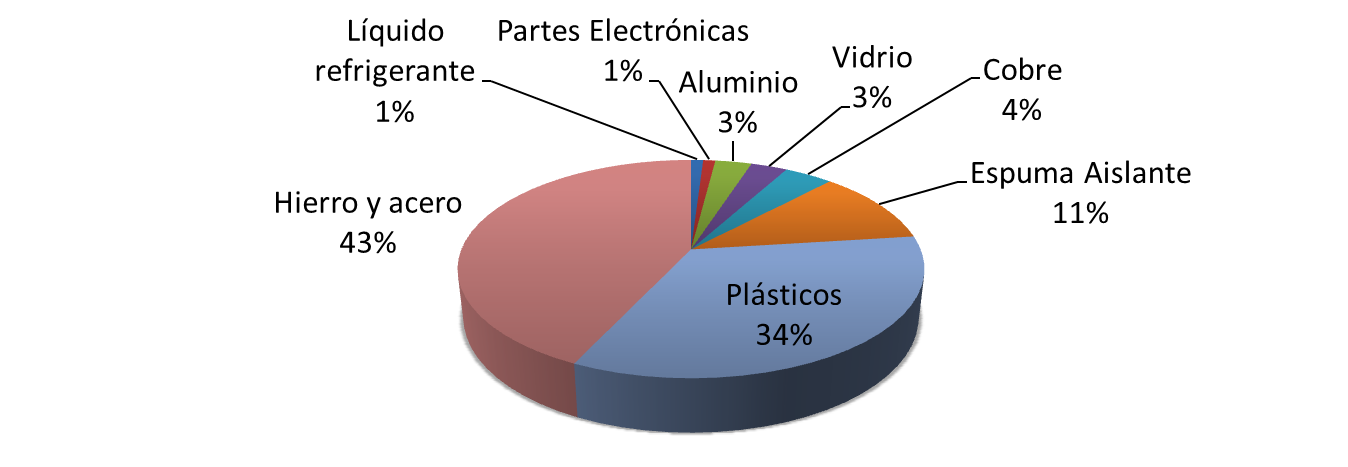 Líquido
refrigerante
1%
Partes Electrónicas
1%
Aluminio
3%
Vidrio
3%
Cobre
4%
Espuma Aislante
11%
Hierro y acero
43%
Plásticos
34%